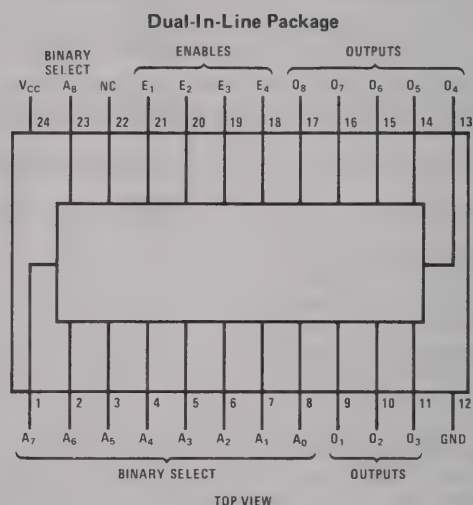 Dual-In-Line Package
BINARY
SELECT
ENABLES
OUTPUTS
VCC A8 NC E1 E2 E3 E4 O8 O7 O6 O5 O4
24 23 22 21 20 19 18 17 16 15 14 13
1 2 3 4 5 6 7 8 9 10 11 12
A7 A6 A5 A4 A3 A2 A1 A0 O1 O2 O3 GND
BINARY SELECT
OUTPUTS
TOP VIEW